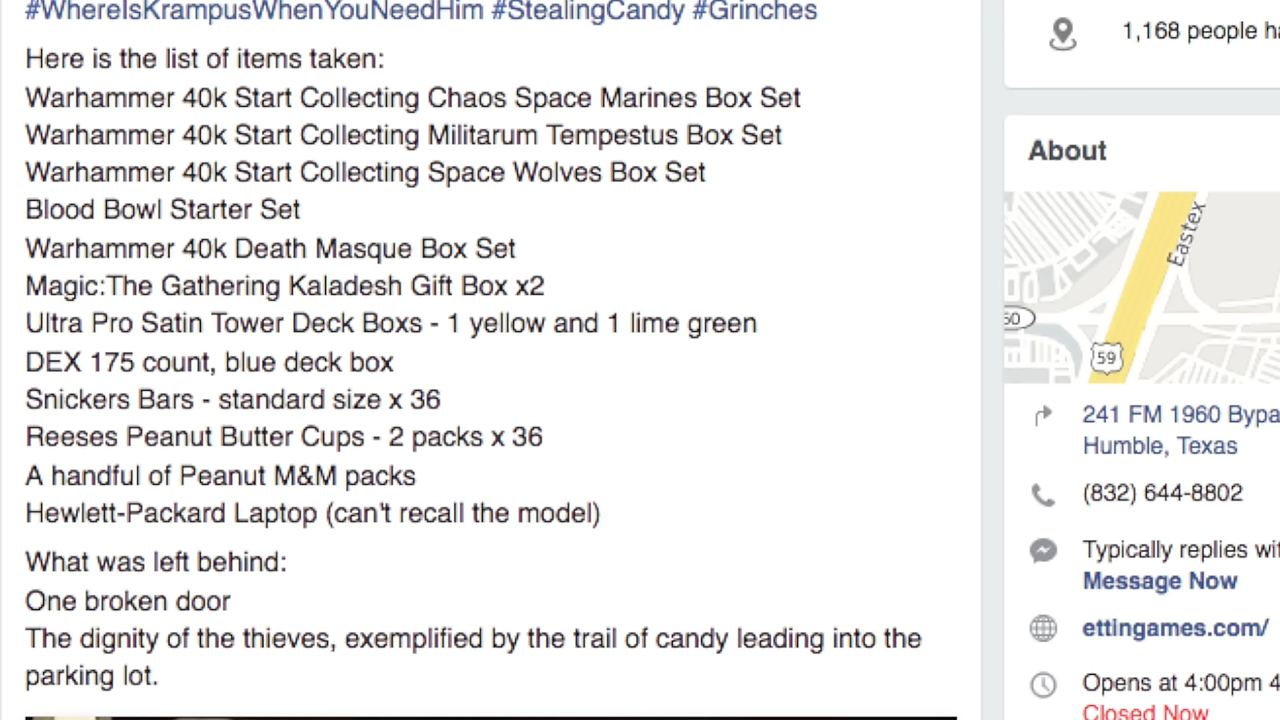 #WhereIsKrampusWhenYouNeedHim #StealingCandy #Grinches
Here is the list of items taken:
Warhammer 40k Start Collecting Chaos Space Marines Box Set
Warhammer 40k Start Collecting Militarum Tempestus Box Set
Warhammer 40k Start Collecting Space Wolves Box Set
Blood Bowl Starter Set
Warhammer 40k Death Masque Box Set
Magic:The Gathering Kaladesh Gift Box x2
Ultra Pro Satin Tower Deck Boxs - 1 yellow and 1 lime green
DEX 175 count, blue deck box
Snickers Bars - standard size x 36
Reeses Peanut Butter Cups - 2 packs x 36
A handful of Peanut M&M packs
Hewlett-Packard Laptop (can't recall the model)
What was left behind:
One broken door
The dignity of the thieves, exemplified by the trail of candy leading into the
parking lot.
1,168 people ha
About
Eastex
60
59
241 FM 1960 Bypa
Humble, Texas
(832) 644-8802
Typically replies wit
Message Now
ettingames.com/
Opens at 4:00pm 4
Closed Now